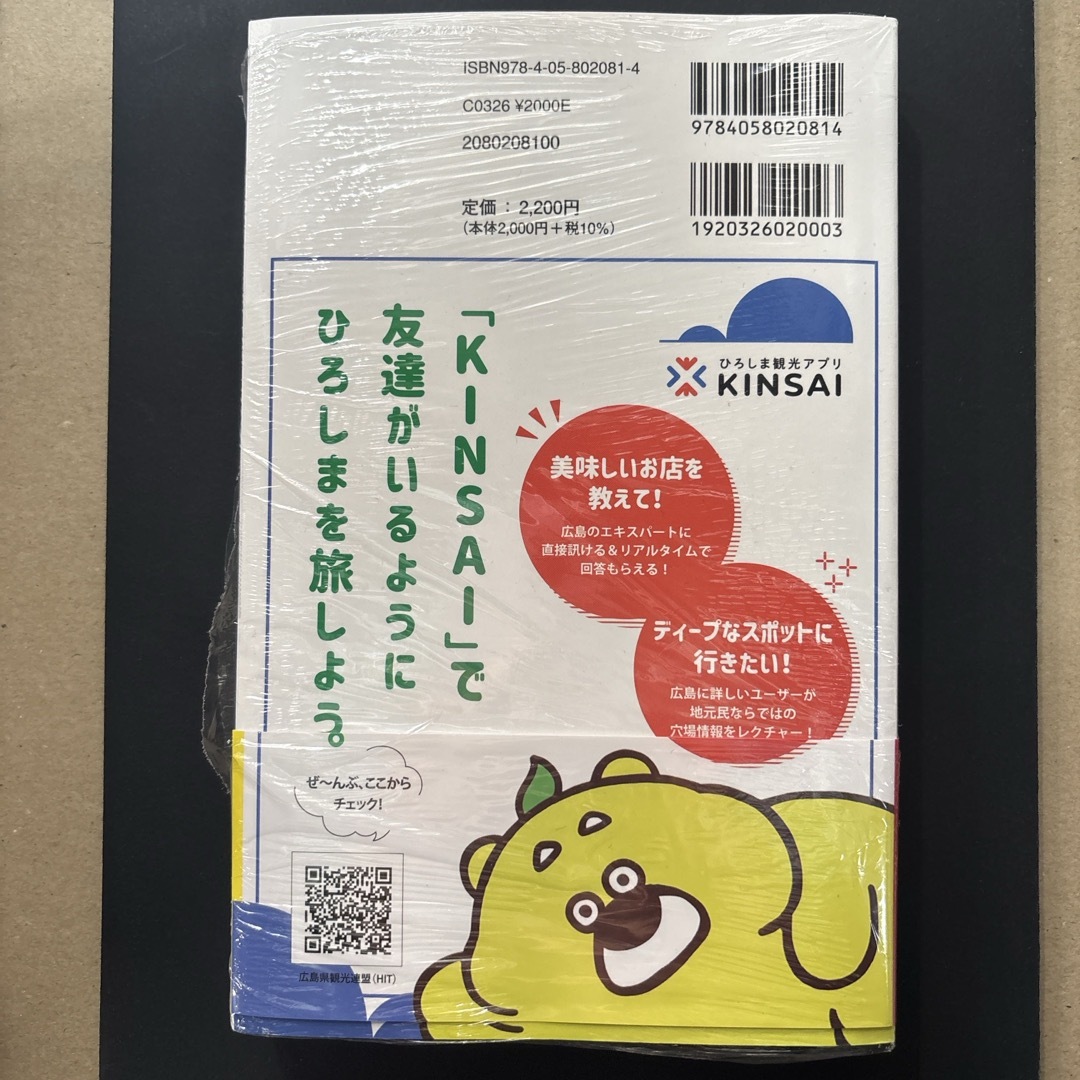 ISBN978-4-05-802081-4
C0326 ¥2000E
2080208100
定価 : 2,200円
(本体2,000円+税10%)
9784058020814
1920326020003
「KINSAI」で
友達がいるように
ひろしまを旅しよう。
ひろしま観光アプリ
KINSAI
美味しいお店を
教えて!
広島のエキスパートに
直接訊ける&リアルタイムで
回答もらえる!
ディープなスポットに
行きたい!
広島に詳しいユーザーが
地元民ならではの
穴場情報をレクチャー!
ぜ〜んぶ、ここから
チェック!
広島県観光連盟(HIT)